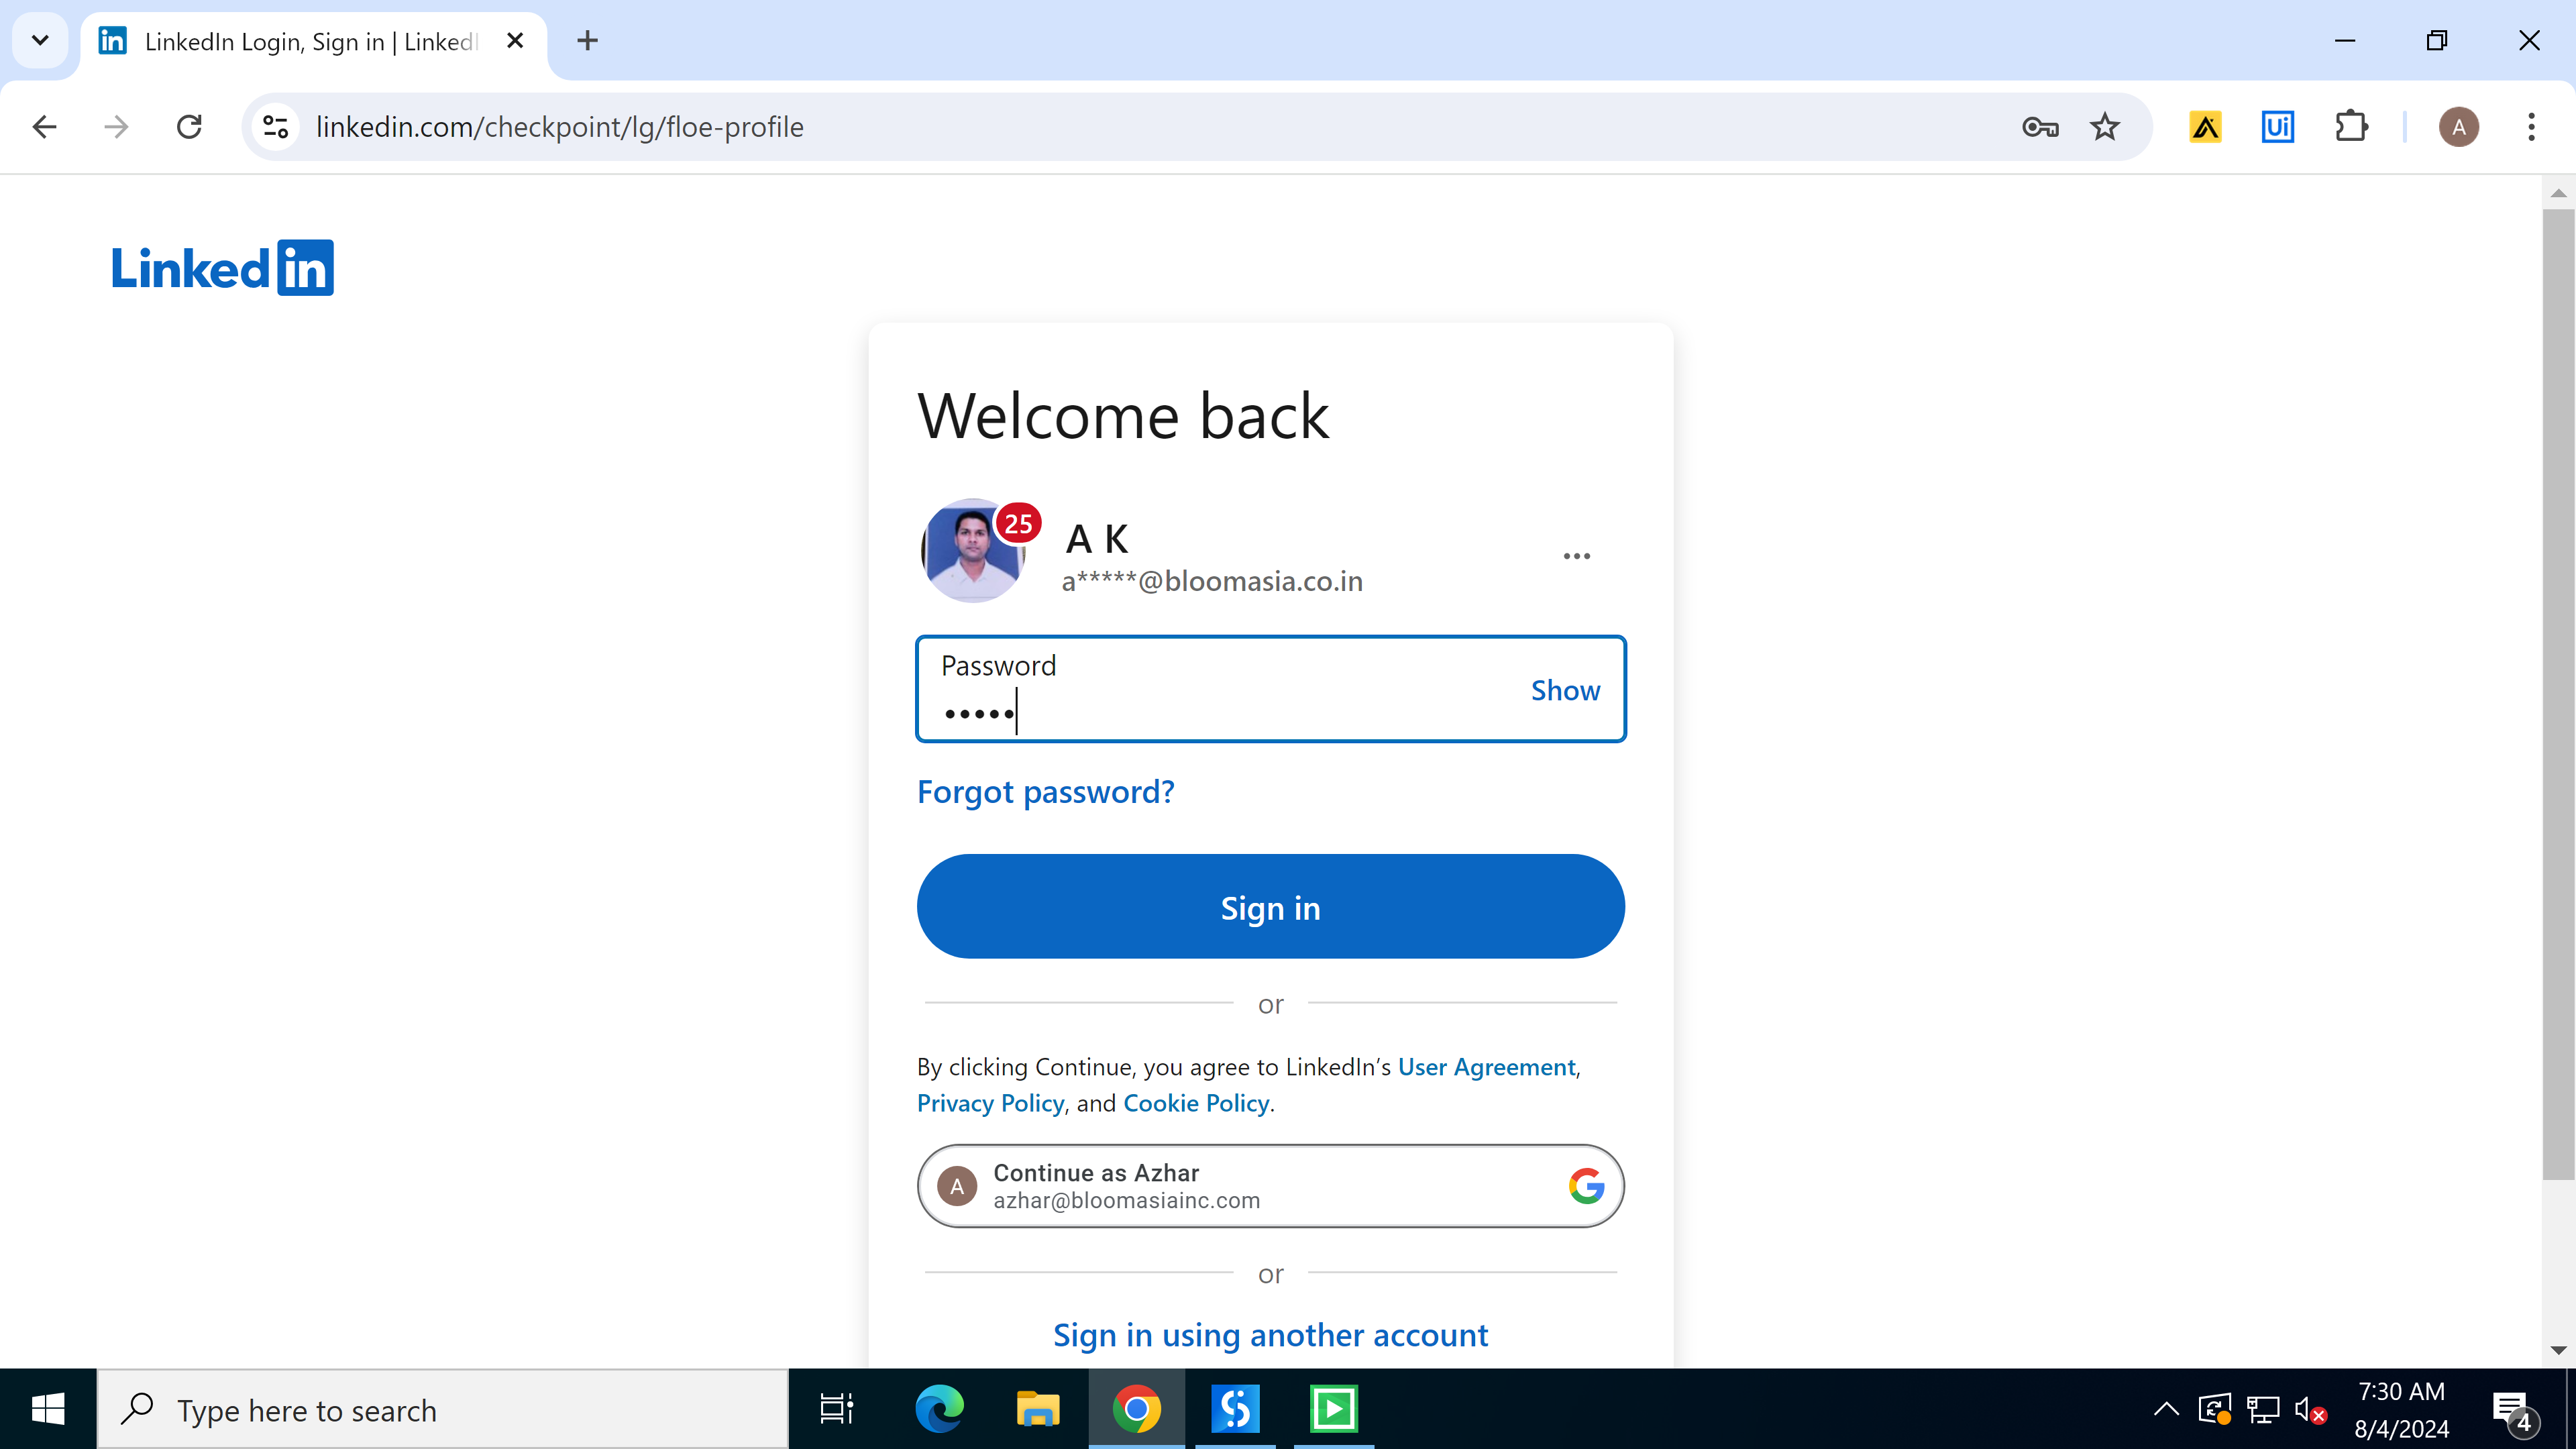 LinkedIn Login, Sign in | LinkedI
linkedin.com/checkpoint/lg/floe-profile
Ui
A
Linkedin
Welcome back
25
A K
a*****@bloomasia.co.in
Password
•••••
Show
Forgot password?
Sign in
or
By clicking Continue, you agree to LinkedIn's User Agreement,
Privacy Policy, and Cookie Policy.
A
Continue as Azhar
azhar@bloomasiainc.com
or
Sign in using another account
Type here to search
7:30 AM
8/4/2024
4